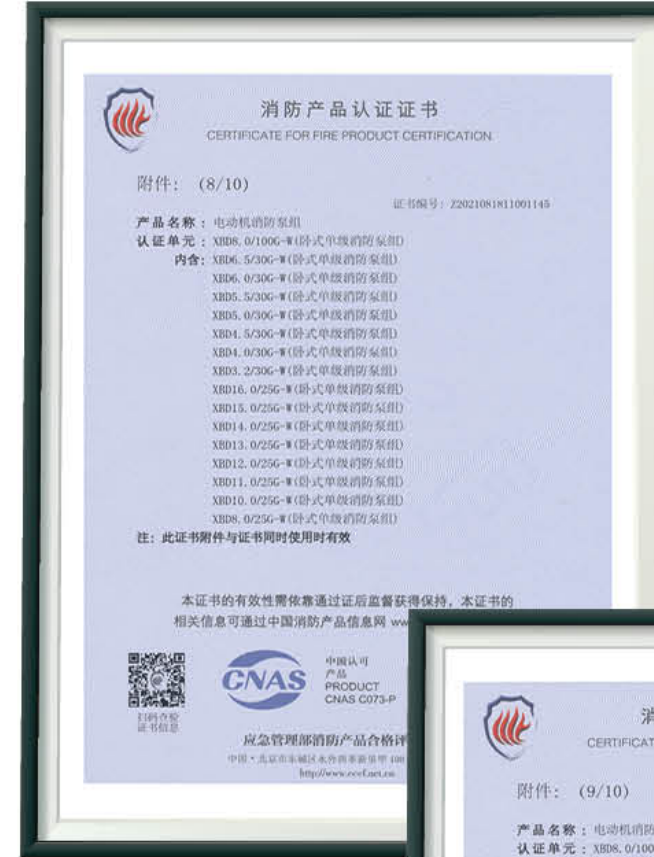 消防产品认证证书
CERTIFICATE FOR FIRE PRODUCT CERTIFICATION
附件: (8/10)
证书编号: Z2021081811001145
产品名称: 电动机消防泵组
认证单元: XBD8.0/100G-W(卧式单级消防泵组)
内含: XBD6.5/30G-W(卧式单级消防泵组)
XBD6.0/30G-W(卧式单级消防泵组)
XBD5.5/30G-W(卧式单级消防泵组)
XBD5.0/30G-W(卧式单级消防泵组)
XBD4.5/30G-W(卧式单级消防泵组)
XBD4.0/30G-W(卧式单级消防泵组)
XBD3.2/30G-W(卧式单级消防泵组)
XBD16.0/25G-W(卧式单级消防泵组)
XBD15.0/25G-W(卧式单级消防泵组)
XBD14.0/25G-W(卧式单级消防泵组)
XBD13.0/25G-W(卧式单级消防泵组)
XBD12.0/25G-W(卧式单级消防泵组)
XBD11.0/25G-W(卧式单级消防泵组)
XBD10.0/25G-W(卧式单级消防泵组)
XBD8.0/25G-W(卧式单级消防泵组)
注: 此证书附件与证书同时使用时有效
本证书的有效性需依靠通过证后监督获得保持, 本证书的
相关信息可通过中国消防产品信息网 ww
扫码查验
证书信息
CNAS
中国认可
产品
PRODUCT
CNAS C073-P
应急管理部消防产品合格评
中国·北京市东城区永外
消
CERTIFICAT
附件: (9/10)
产品名称: 电动机消防
认证单元: XBD8.0/100